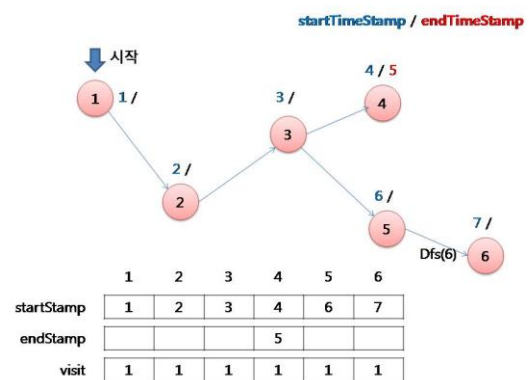 startTimeStamp / endTimeStamp
시작
4 / 5
1
1 /
3 /
4
3
2 /
6 /
2
7 /
5
Dfs(6)
6
1 2 3 4 5 6
startStamp 1 2 3 4 6 7
endStamp 5
visit 1 1 1 1 1 1